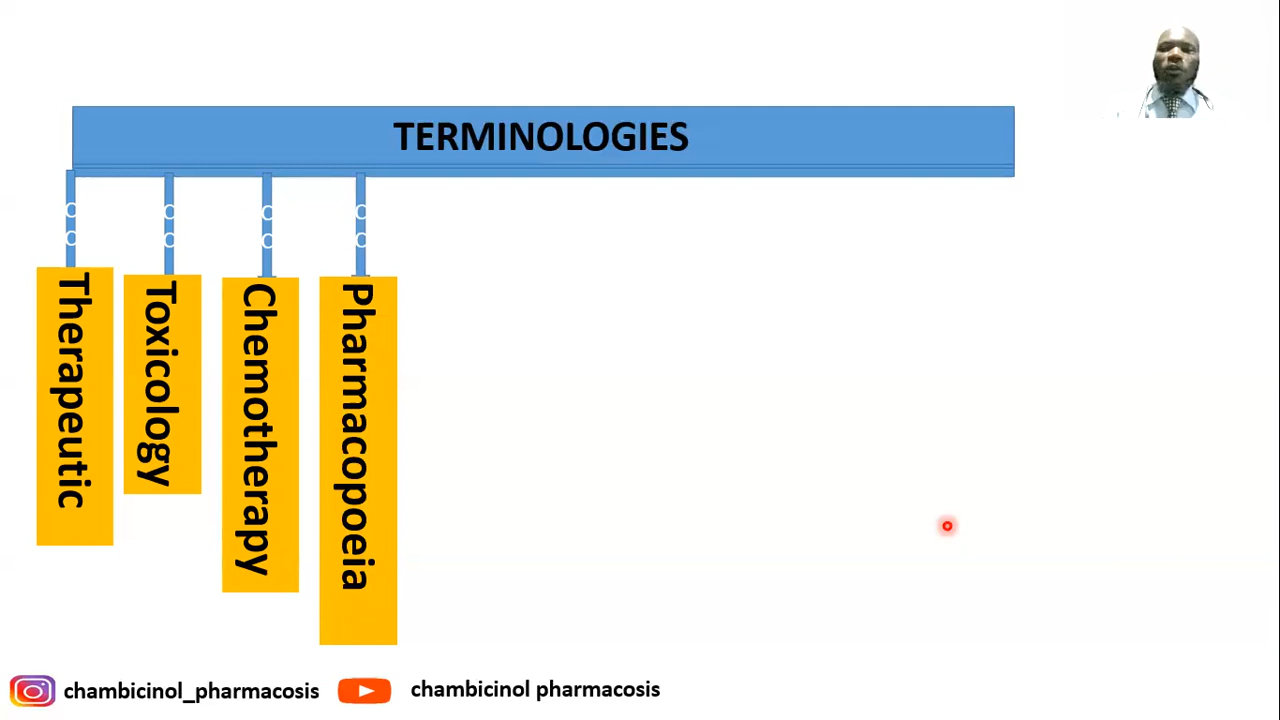 TERMINOLOGIES
Therapeutic
Toxicology
Chemotherapy
Pharmacopoeia
chambicinol_pharmacosis
chambicinol pharmacosis